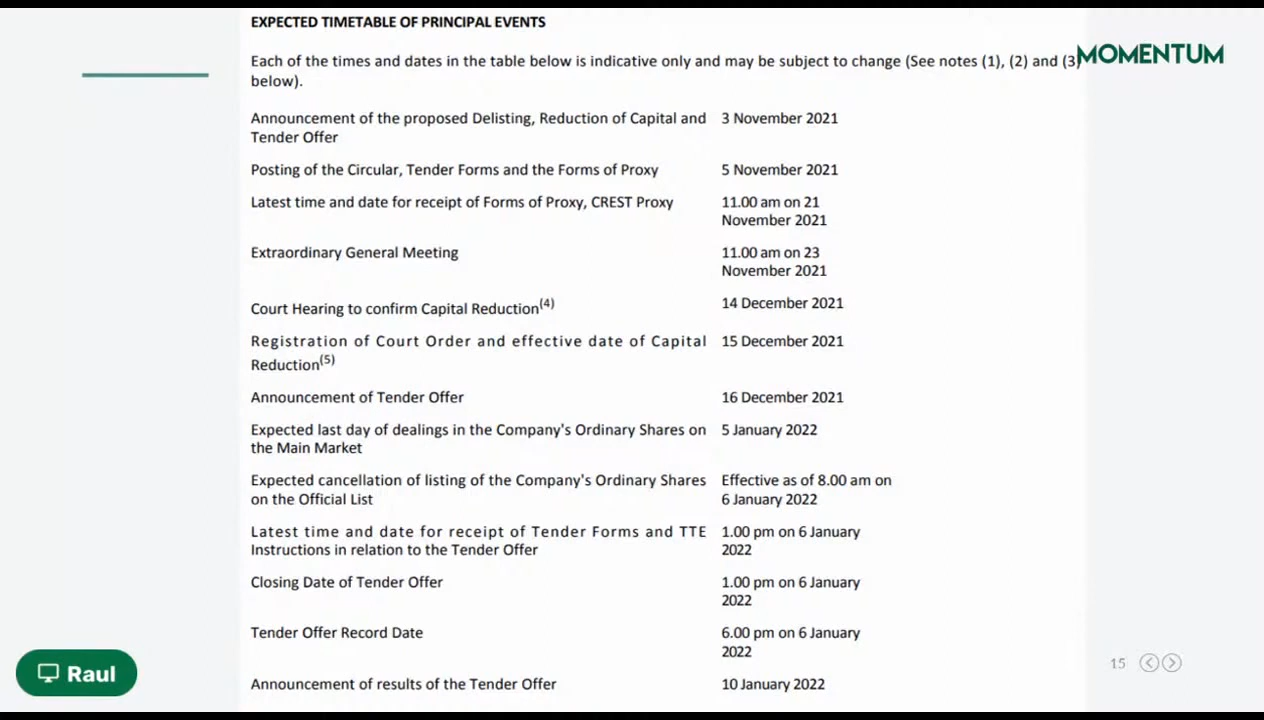 EXPECTED TIMETABLE OF PRINCIPAL EVENTS
MOMENTUM
Each of the times and dates in the table below is indicative only and may be subject to change (See notes (1), (2) and (3)
below).
Announcement of the proposed Delisting, Reduction of Capital and 3 November 2021
Tender Offer
Posting of the Circular, Tender Forms and the Forms of Proxy 5 November 2021
Latest time and date for receipt of Forms of Proxy, CREST Proxy 11.00 am on 21
November 2021
Extraordinary General Meeting 11.00 am on 23
November 2021
Court Hearing to confirm Capital Reduction(4) 14 December 2021
Registration of Court Order and effective date of Capital 15 December 2021
Reduction(5)
Announcement of Tender Offer 16 December 2021
Expected last day of dealings in the Company's Ordinary Shares on 5 January 2022
the Main Market
Expected cancellation of listing of the Company's Ordinary Shares Effective as of 8.00 am on
on the Official List 6 January 2022
Latest time and date for receipt of Tender Forms and TTE 1.00 pm on 6 January
Instructions in relation to the Tender Offer 2022
Closing Date of Tender Offer 1.00 pm on 6 January
2022
Tender Offer Record Date 6.00 pm on 6 January
2022
Announcement of results of the Tender Offer 10 January 2022
Raul
15